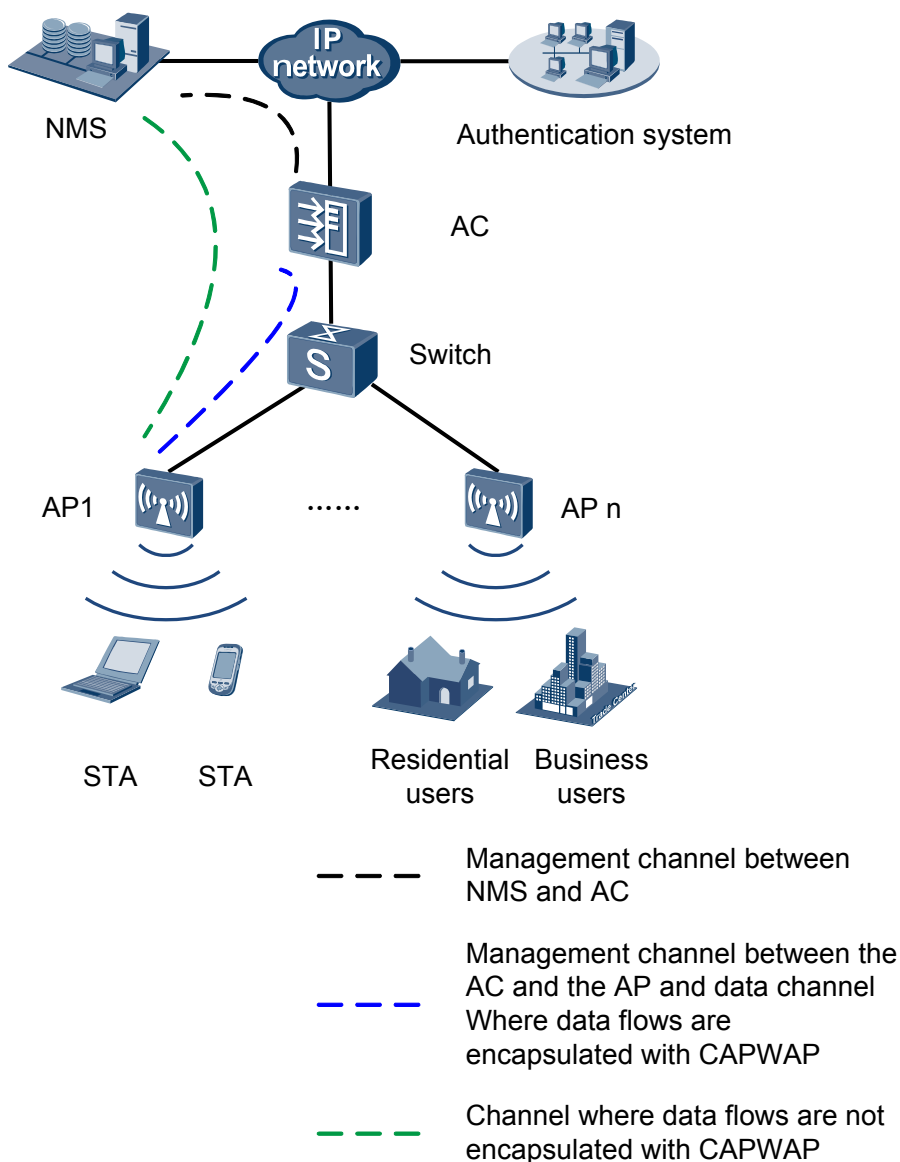 IP
network
NMS
Authentication system
AC
Switch
S
AP1
......
AP n
Trade Center
STA
STA
Residential
users
Business
users
Management channel between
NMS and AC
Management channel between the
AC and the AP and data channel
Where data flows are
encapsulated with CAPWAP
Channel where data flows are not
encapsulated with CAPWAP